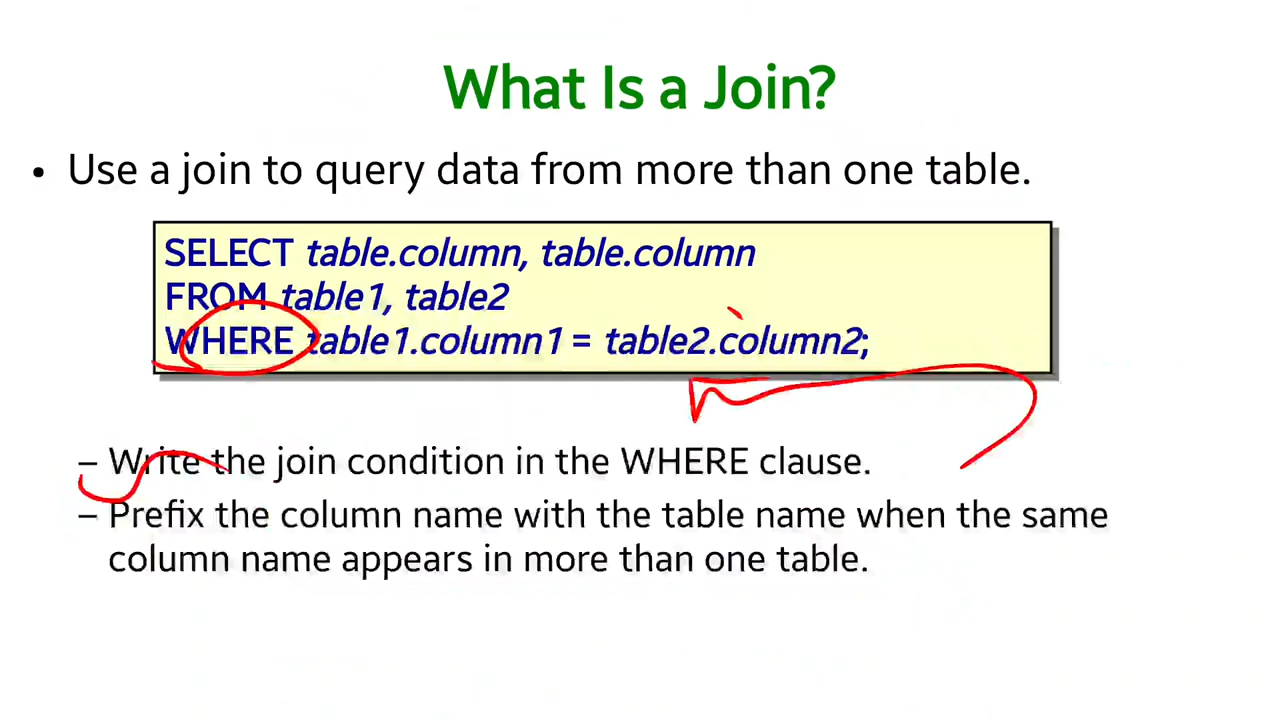 What Is a Join?
• Use a join to query data from more than one table.
SELECT table.column, table.column
FROM table1, table2
WHERE table1.column1 = table2.column2;
– Write the join condition in the WHERE clause.
– Prefix the column name with the table name when the same
column name appears in more than one table.